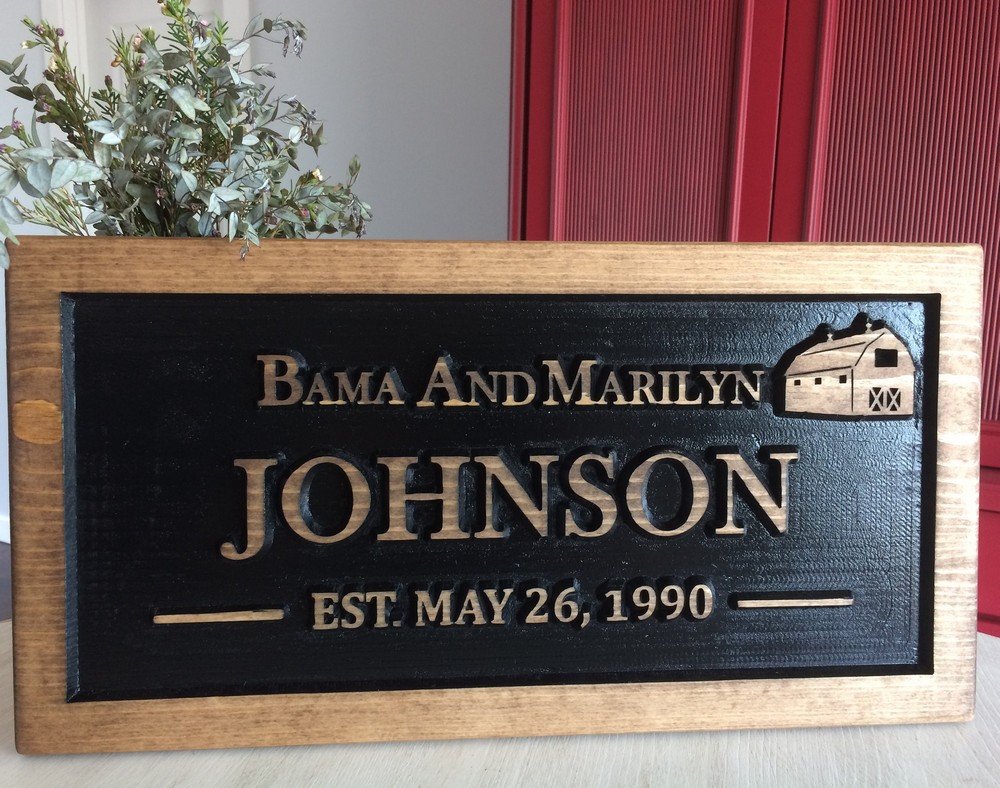 BAMA AND MARILYN
JOHNSON
EST. MAY 26, 1990